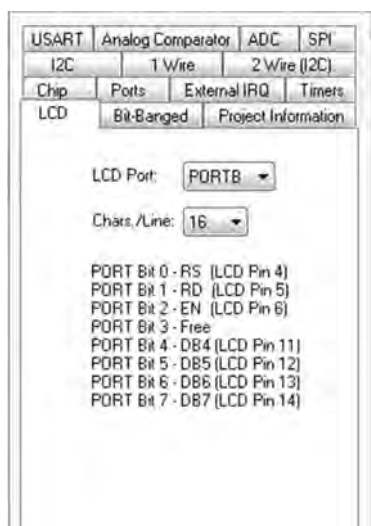 USART Analog Comparator ADC SPI
I2C 1 Wire 2 Wire (I2C)
Chip Ports External IRQ Timers
LCD Bit-Banged Project Information
LCD Port: PORTB
Chars./Line: 16
PORT Bit 0 - RS (LCD Pin 4)
PORT Bit 1 - RD (LCD Pin 5)
PORT Bit 2 - EN (LCD Pin 6)
PORT Bit 3 - Free
PORT Bit 4 - DB4 (LCD Pin 11)
PORT Bit 5 - DB5 (LCD Pin 12)
PORT Bit 6 - DB6 (LCD Pin 13)
PORT Bit 7 - DB7 (LCD Pin 14)